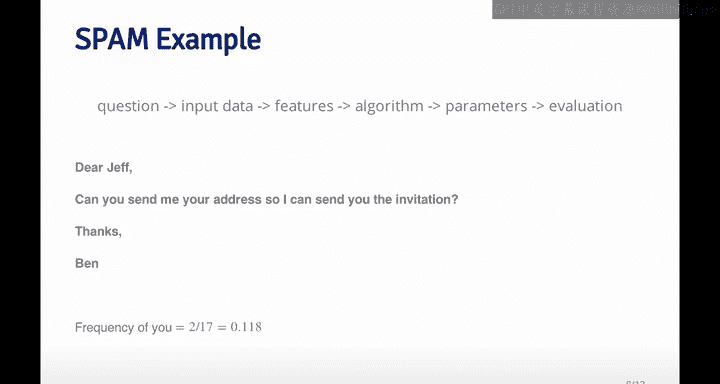 SPAM Example
question -> input data -> features -> algorithm -> parameters -> evaluation
Dear Jeff,
Can you send me your address so I can send you the invitation?
Thanks,
Ben
Frequency of you = 2/17 = 0.118